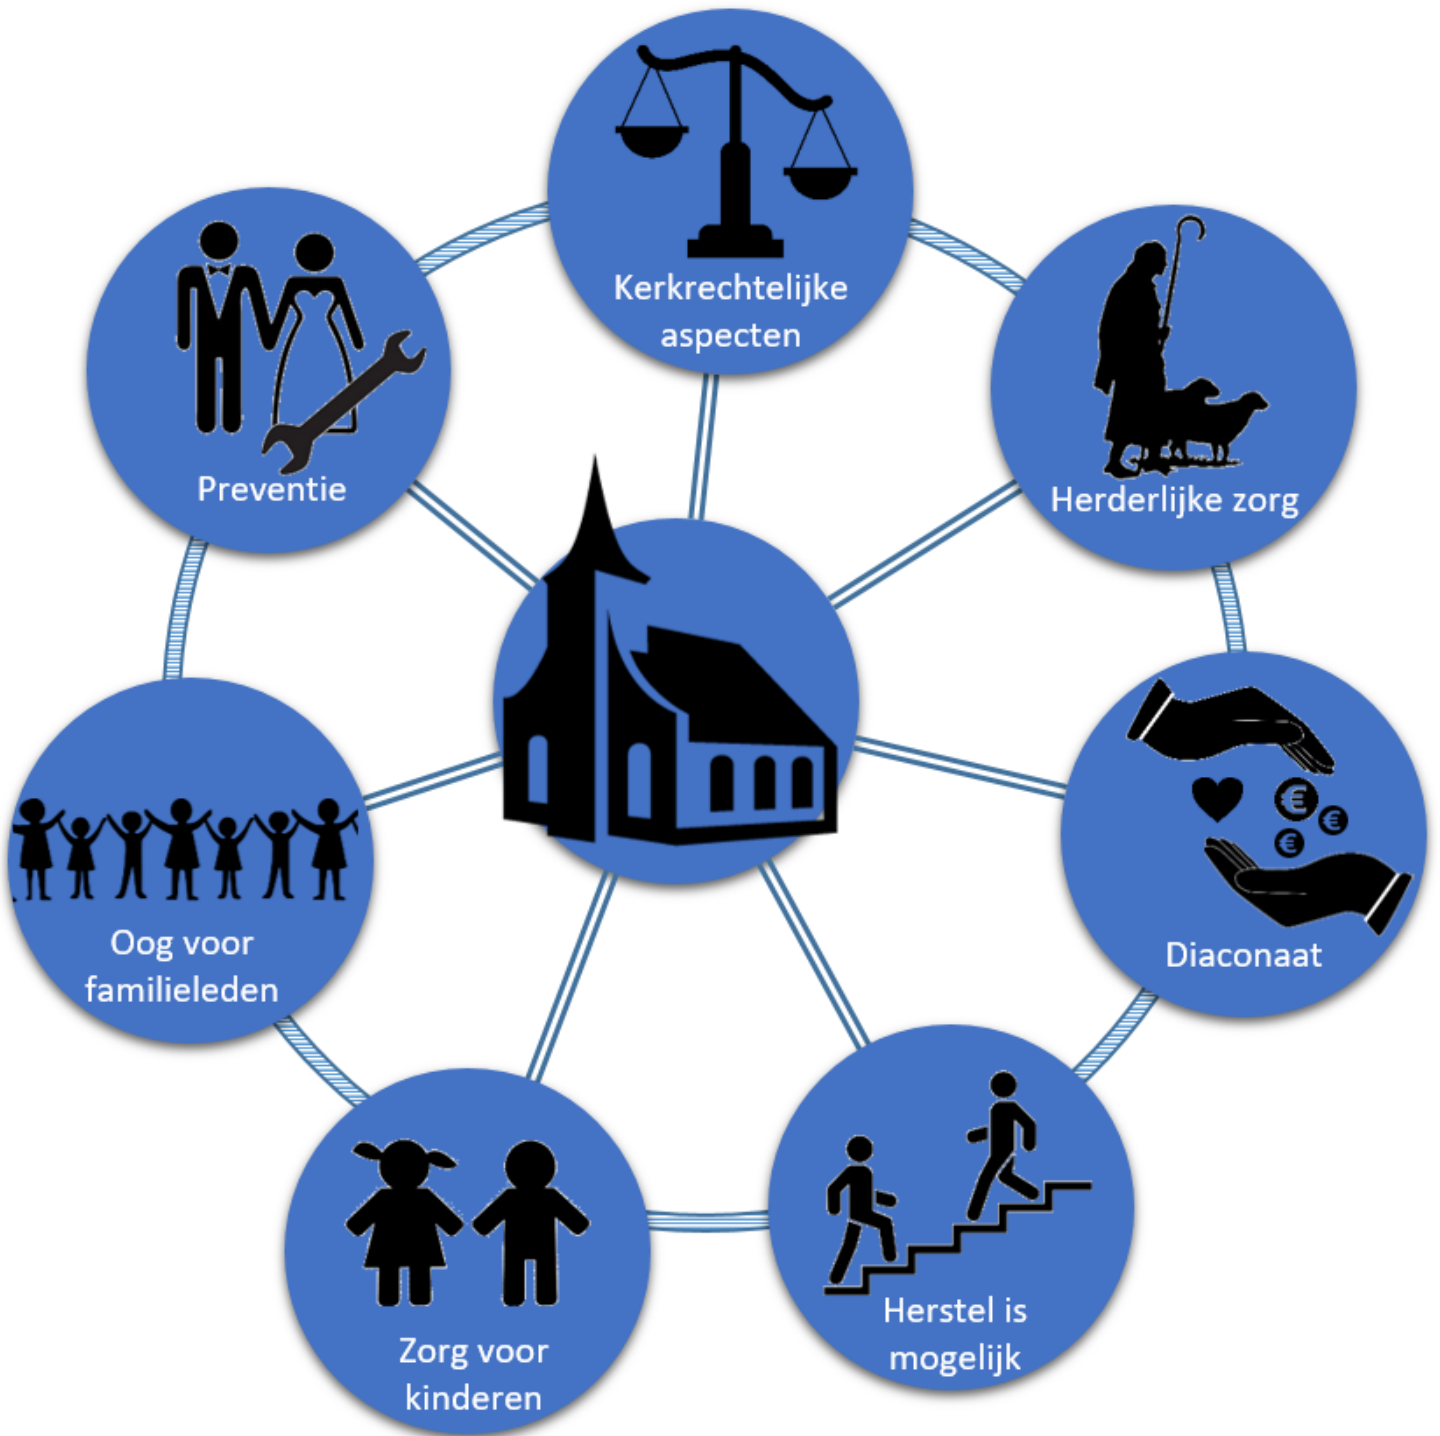 Kerkrechtelijke
aspecten
Herderlijke zorg
Diaconaat
Herstel is
mogelijk
Zorg voor
kinderen
Oog voor
familieleden
Preventie
€
€
€